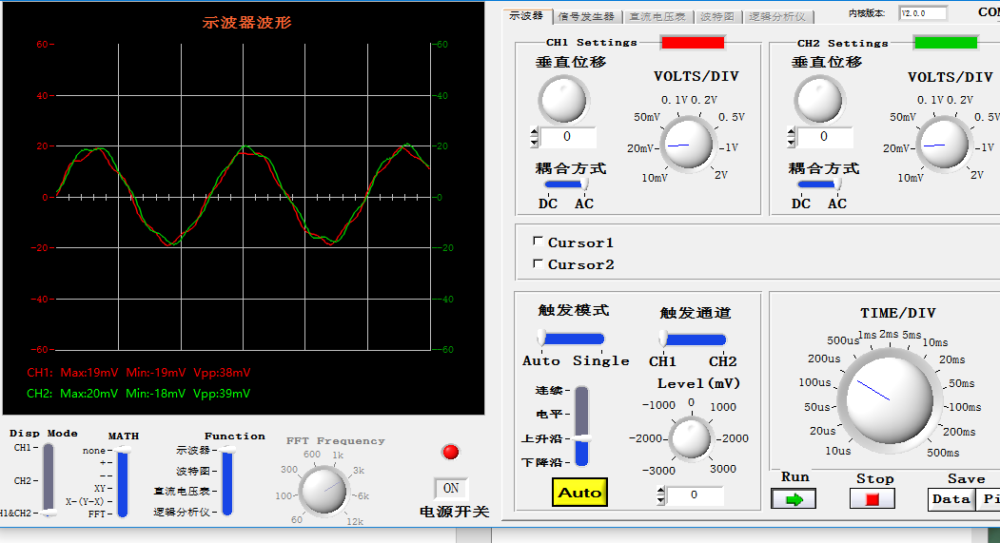 示波器波形
60
60
40
40
20
20
0
0
-20
-20
-40
-40
-60
-60
CH1: Max:19mV Min:-19mV Vpp:38mV
CH2: Max:20mV Min:-18mV Vpp:39mV
Disp Mode
CH1
CH2
H1&CH2
MATH
none
+
-
XY
X-(Y-X)
FFT
Function
示波器
波特图
直流电压表
逻辑分析仪
FFT Frequency
600
1k
300
3k
100
6k
60
12k
ON
电源开关
示波器
信号发生器
直流电压表
波特图
逻辑分析仪
内核版本:
V2.0.0
COM
CH1 Settings
垂直位移
0
耦合方式
DC AC
VOLTS/DIV
0.1V 0.2V
50mV
0.5V
20mV
1V
10mV
2V
CH2 Settings
垂直位移
0
耦合方式
DC AC
VOLTS/DIV
0.1V 0.2V
50mV
0.5V
20mV
1V
10mV
2V
Cursor1
Cursor2
触发模式
Auto Single
触发通道
CH1 CH2
连续
电平
上升沿
下降沿
Auto
Level(mV)
-1000 0 1000
-2000
2000
-3000
3000
0
TIME/DIV
500us 1ms 2ms 5ms 10ms
200us
20ms
100us
50ms
50us
100ms
20us
200ms
10us
500ms
Run
Stop
Save
Data
Pi